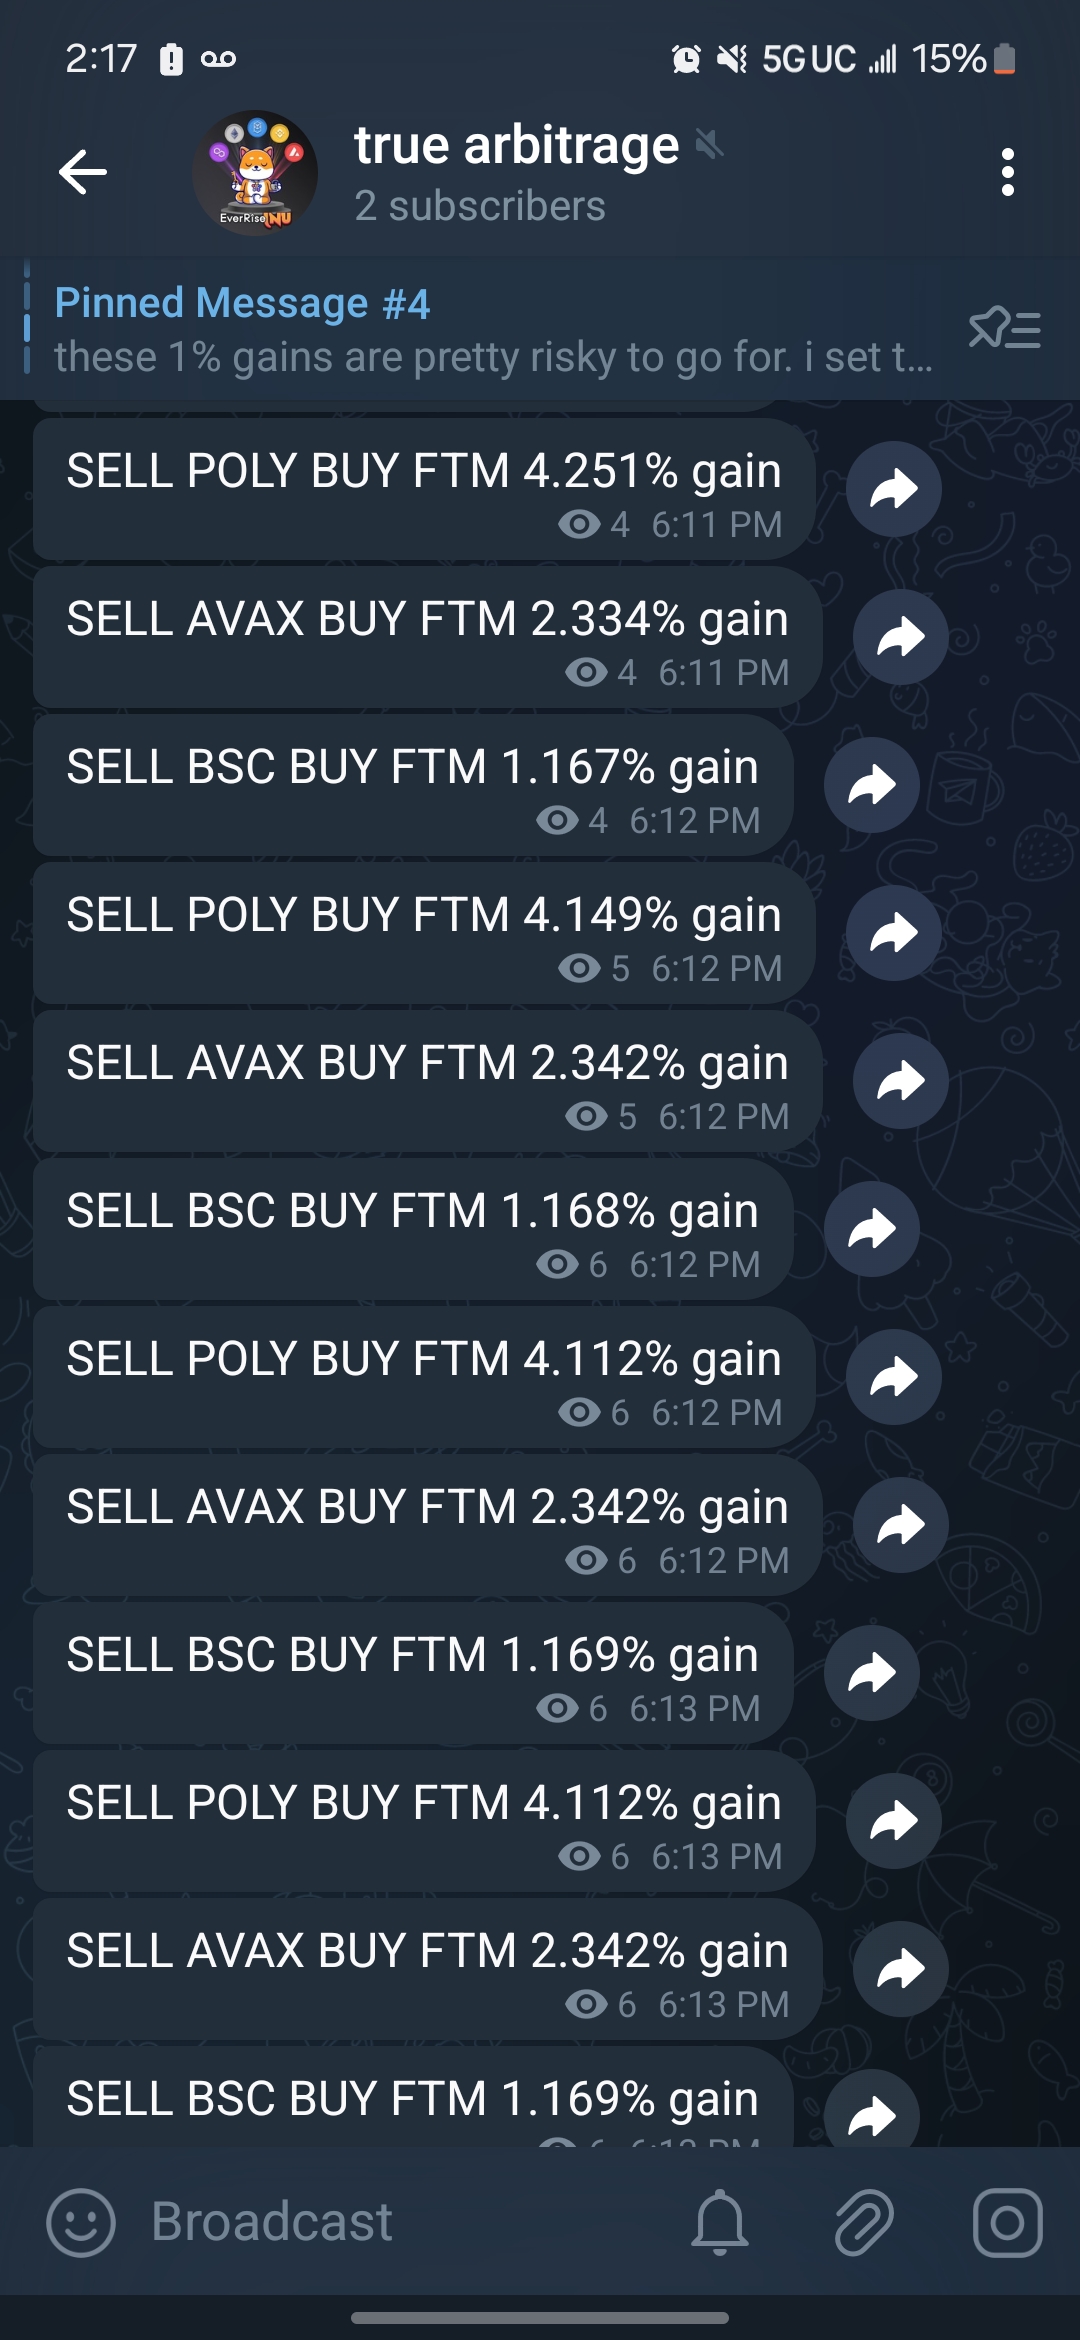 2:17 5G UC 15%
true arbitrage
2 subscribers
EverRise INU
Pinned Message #4
these 1% gains are pretty risky to go for. i set t...
SELL POLY BUY FTM 4.251% gain
4 6:11 PM
SELL AVAX BUY FTM 2.334% gain
4 6:11 PM
SELL BSC BUY FTM 1.167% gain
4 6:12 PM
SELL POLY BUY FTM 4.149% gain
5 6:12 PM
SELL AVAX BUY FTM 2.342% gain
5 6:12 PM
SELL BSC BUY FTM 1.168% gain
6 6:12 PM
SELL POLY BUY FTM 4.112% gain
6 6:12 PM
SELL AVAX BUY FTM 2.342% gain
6 6:12 PM
SELL BSC BUY FTM 1.169% gain
6 6:13 PM
SELL POLY BUY FTM 4.112% gain
6 6:13 PM
SELL AVAX BUY FTM 2.342% gain
6 6:13 PM
SELL BSC BUY FTM 1.169% gain
Broadcast